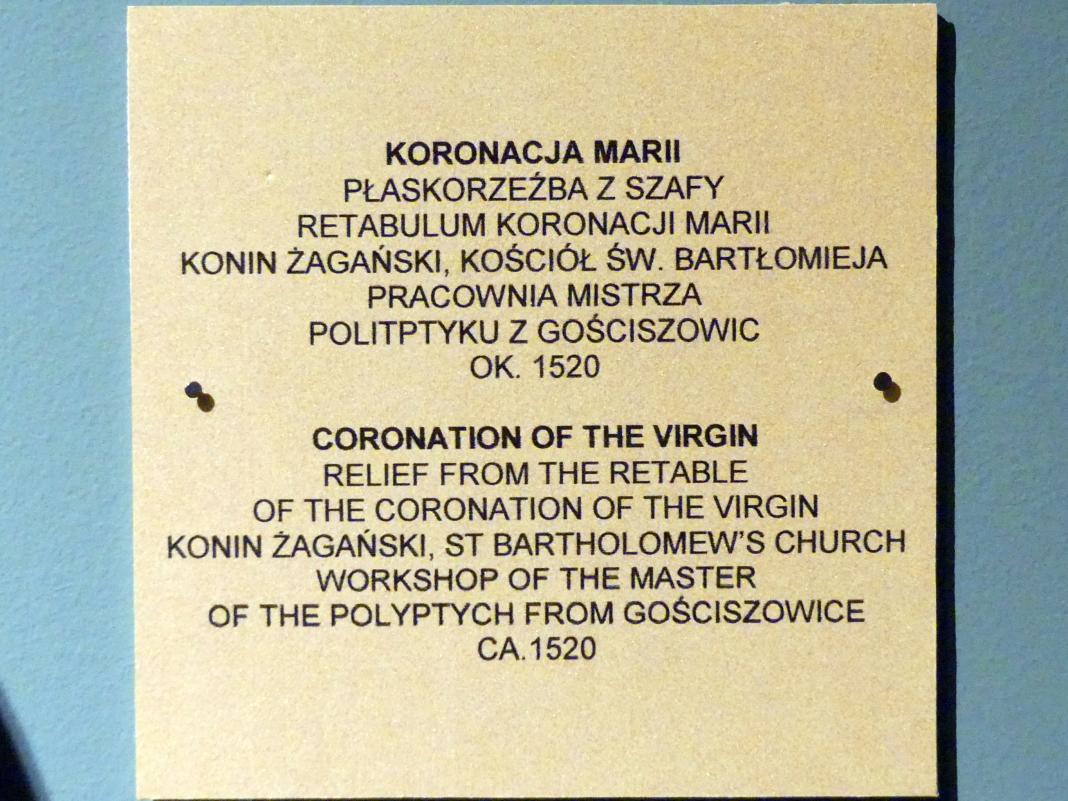 KORONACJA MARII
PŁASKORZEŹBA Z SZAFY
RETABULUM KORONACJI MARII
KONIN ŻAGAŃSKI, KOŚCIÓŁ ŚW. BARTŁOMIEJA
PRACOWNIA MISTRZA
POLITPTYKU Z GOŚCISZOWIC
OK. 1520
CORONATION OF THE VIRGIN
RELIEF FROM THE RETABLE
OF THE CORONATION OF THE VIRGIN
KONIN ŻAGAŃSKI, ST BARTHOLOMEW'S CHURCH
WORKSHOP OF THE MASTER
OF THE POLYPTYCH FROM GOŚCISZOWICE
CA.1520